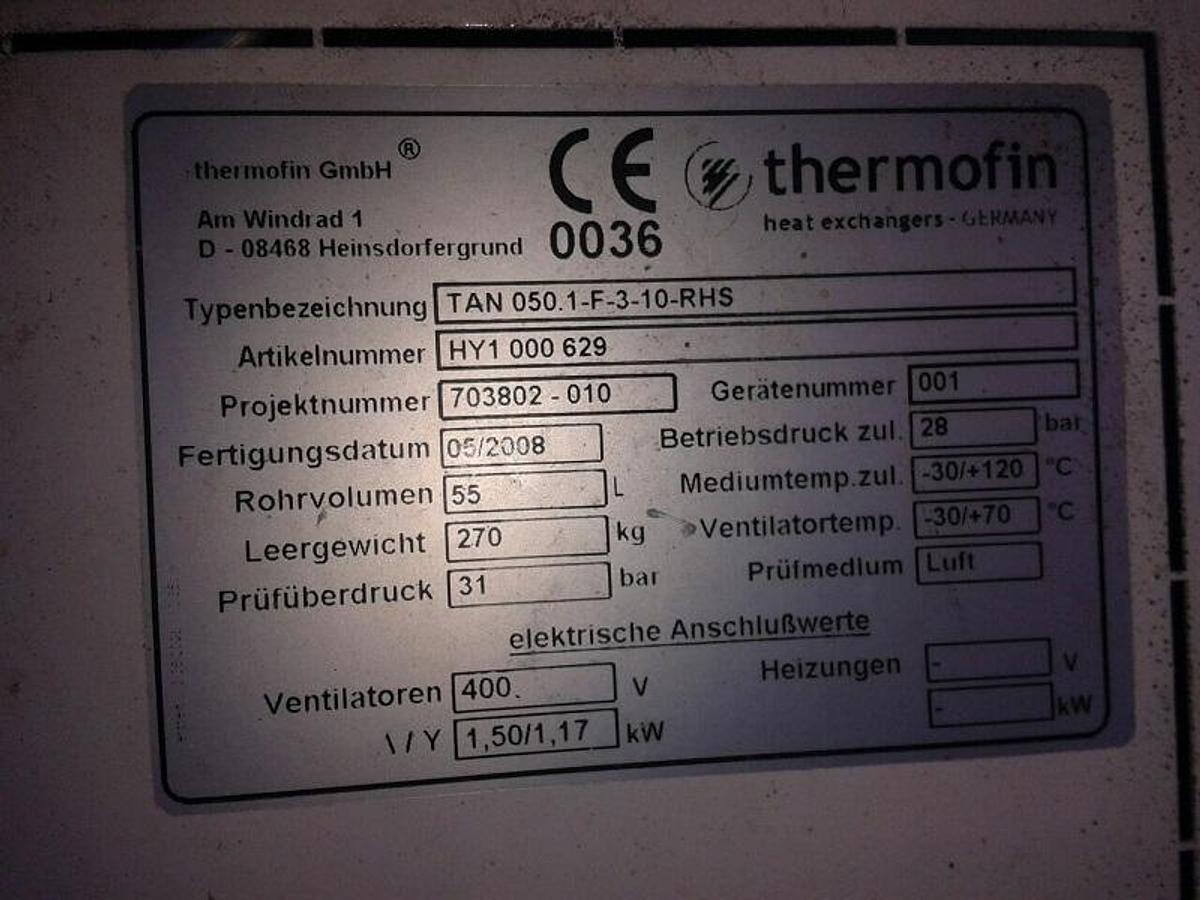 thermofin GmbH ®
Am Windrad 1
D - 08468 Heinsdorfergrund
CE
0036
thermofin
heat exchangers - GERMANY
Typenbezeichnung TAN 050.1-F-3-10-RHS
Artikelnummer HY1 000 629
Projektnummer 703802 - 010 Gerätenummer 001
Fertigungsdatum 05/2008 Betriebsdruck zul. 28 bar
Rohrvolumen 55 L Mediumtemp.zul. -30/+120 °C
Leergewicht 270 kg Ventilatortemp. -30/+70 °C
Prüfüberdruck 31 bar Prüfmedium Luft
elektrische Anschlußwerte
Ventilatoren 400. V Heizungen - V
\ / Y 1,50/1,17 kW - kW